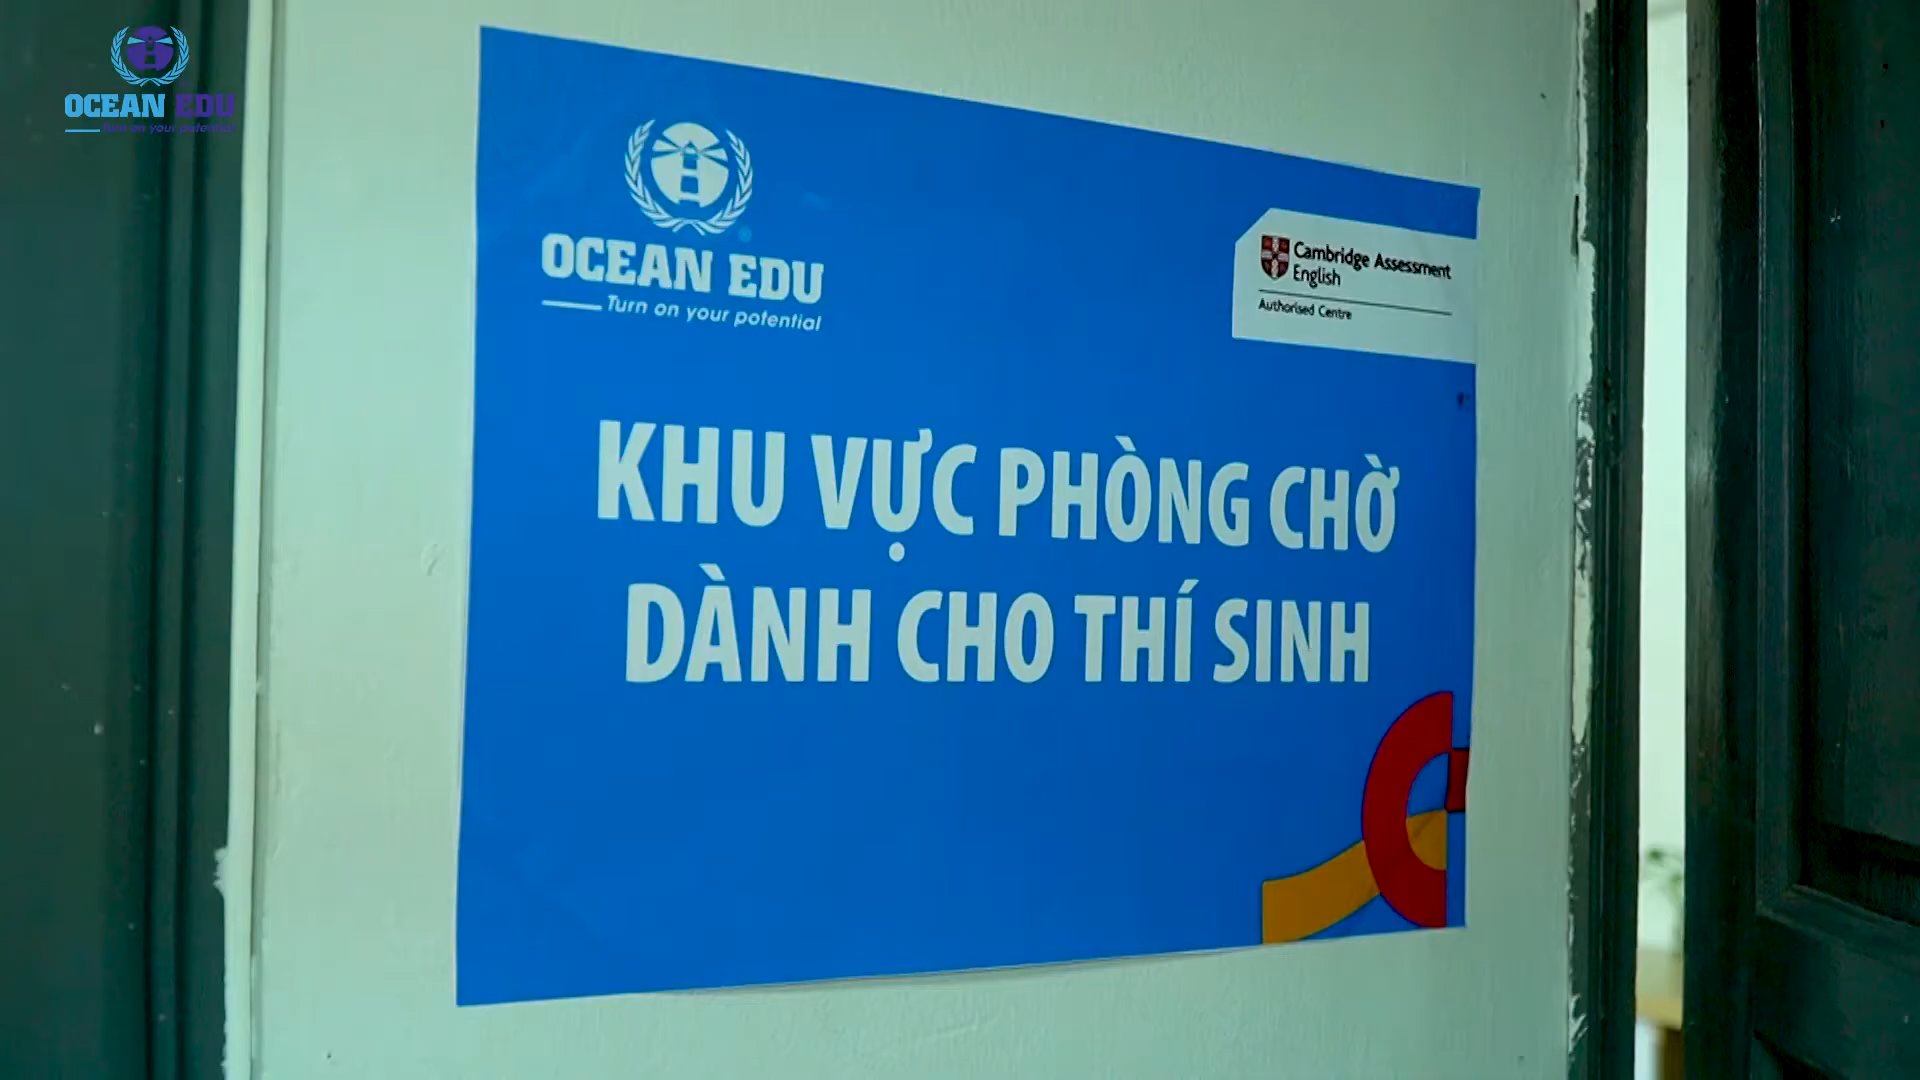 OCEAN EDU
Turn on your potential
OCEAN EDU
Turn on your potential
Cambridge Assessment
English
Authorised Centre
KHU VỰC PHÒNG CHỜ
DÀNH CHO THÍ SINH